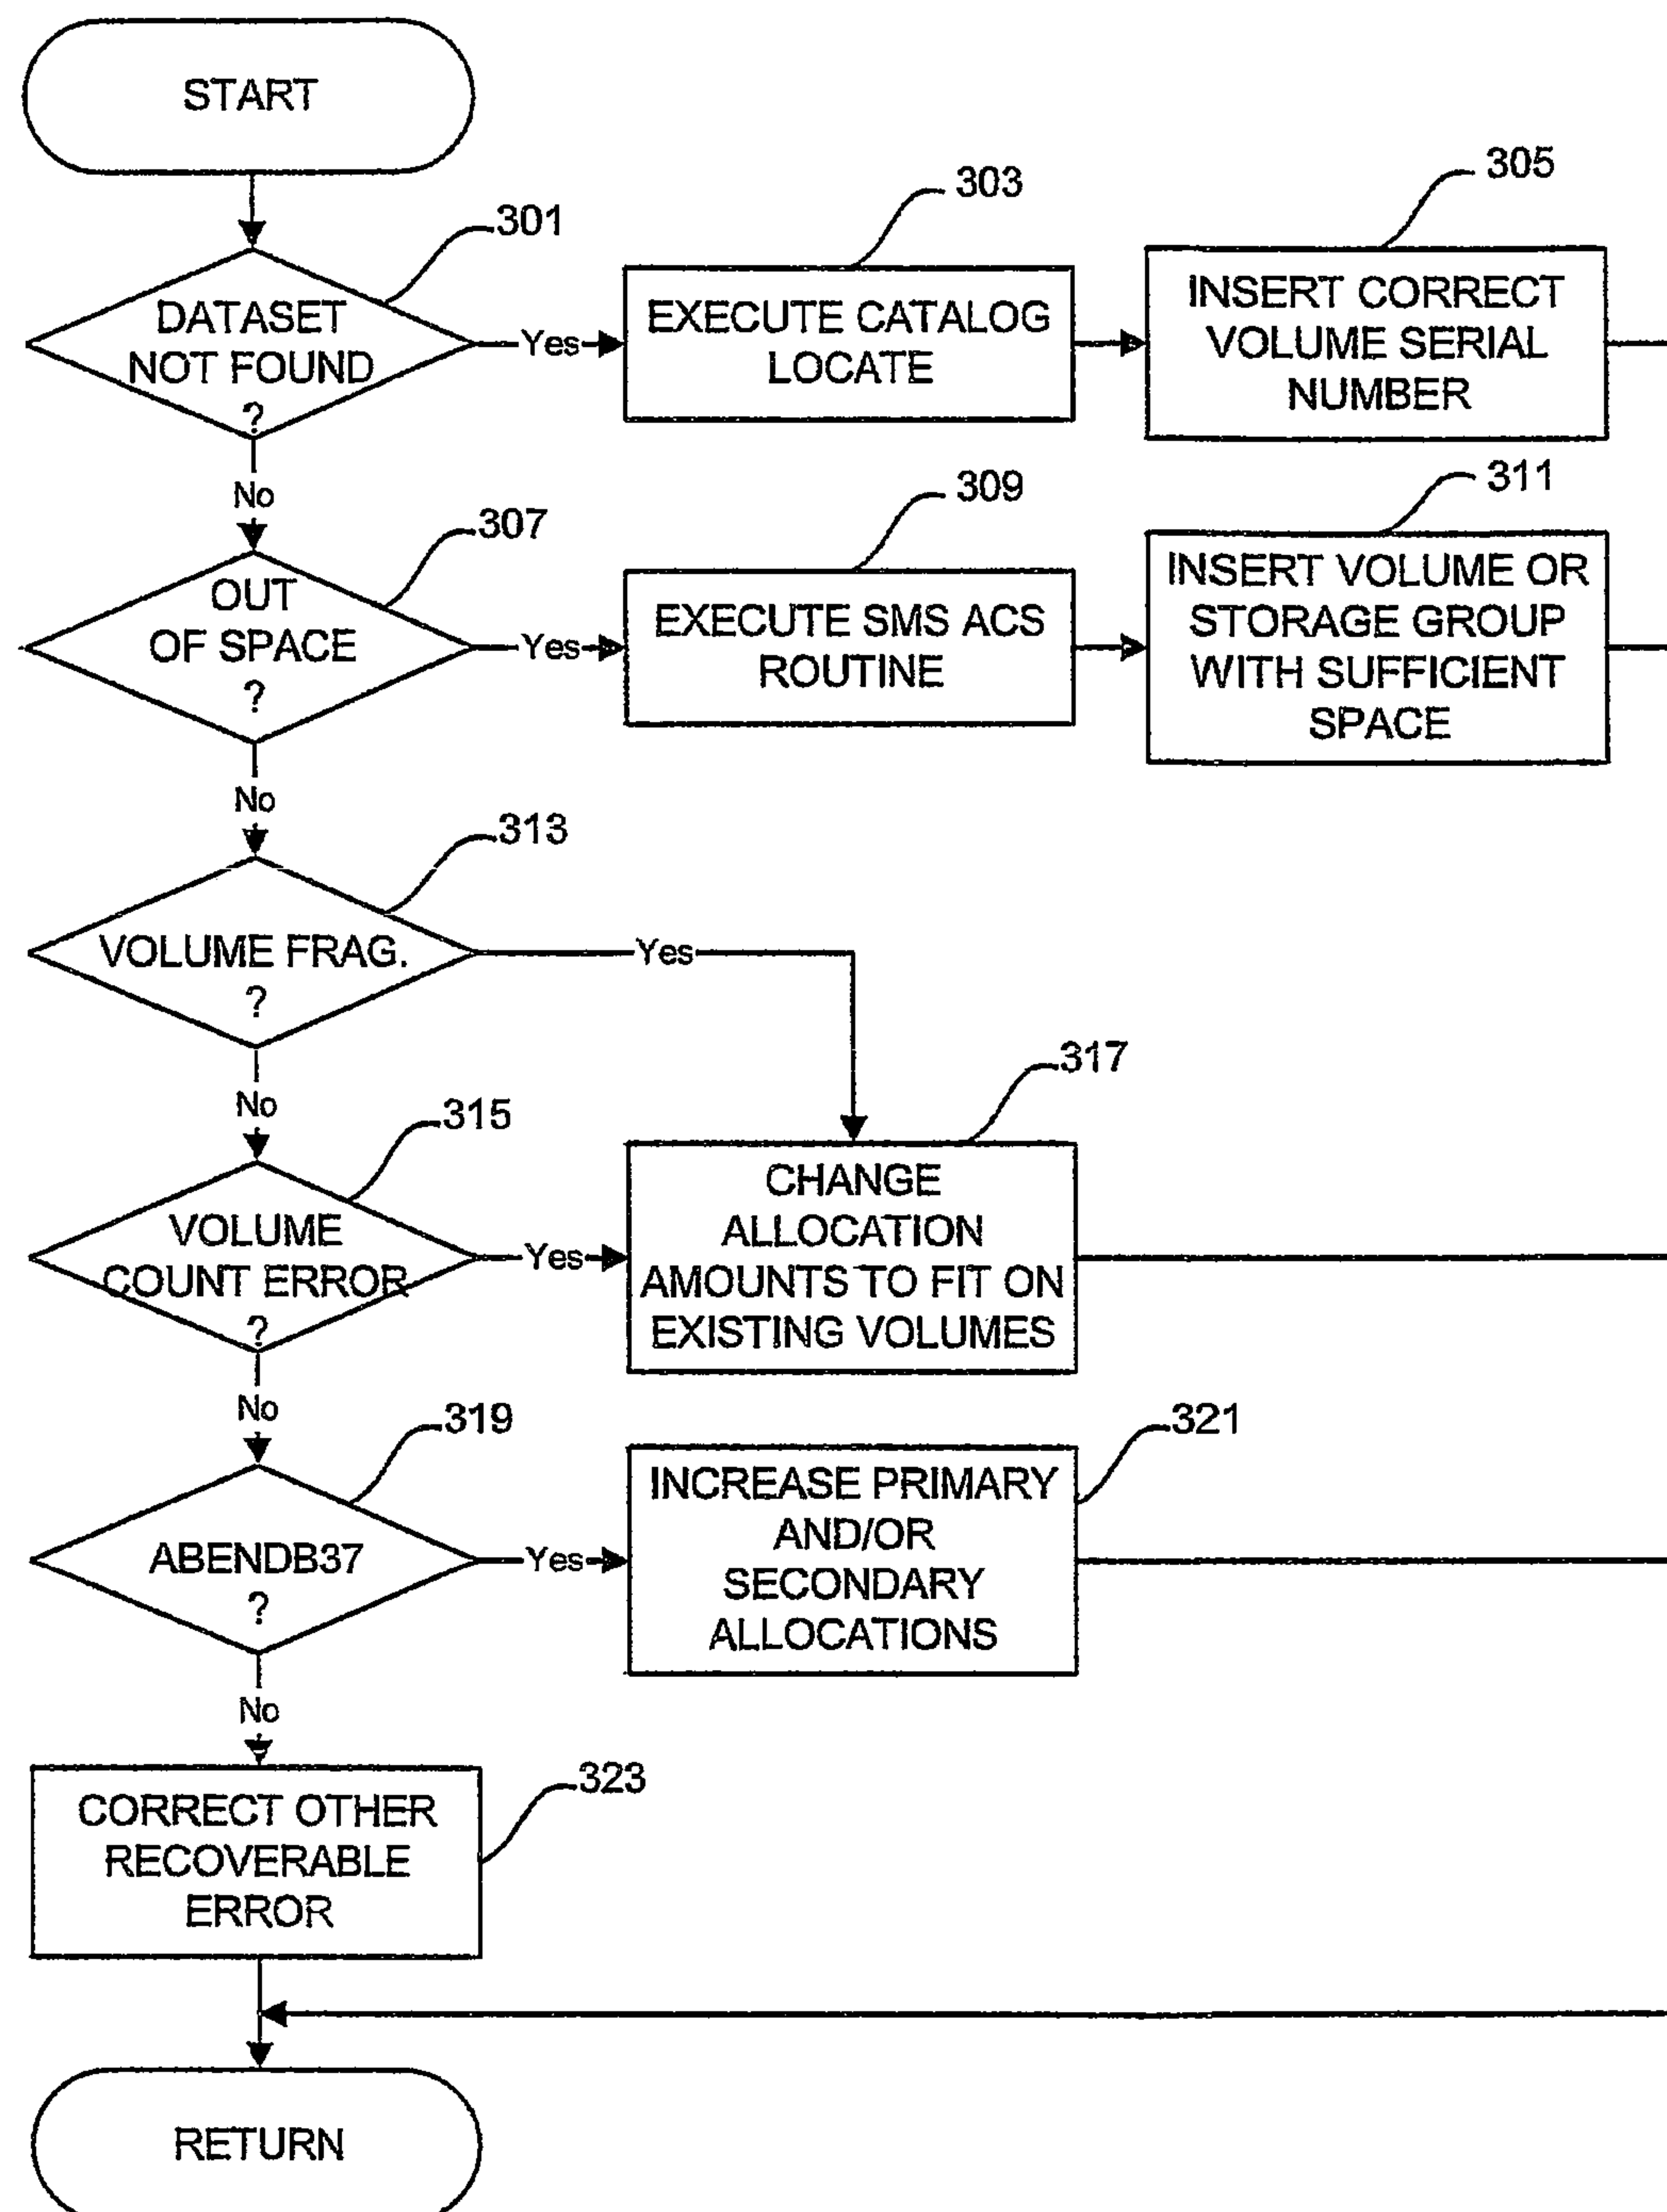 START
301
303
305
DATASET
NOT FOUND
?
Yes
EXECUTE CATALOG
LOCATE
INSERT CORRECT
VOLUME SERIAL
NUMBER
No
307
309
311
OUT
OF SPACE
?
Yes
EXECUTE SMS ACS
ROUTINE
INSERT VOLUME OR
STORAGE GROUP
WITH SUFFICIENT
SPACE
No
313
VOLUME FRAG.
?
Yes
No
315
317
VOLUME
COUNT ERROR
?
Yes
CHANGE
ALLOCATION
AMOUNTS TO FIT ON
EXISTING VOLUMES
No
319
321
ABENDB37
?
Yes
INCREASE PRIMARY
AND/OR
SECONDARY
ALLOCATIONS
No
323
CORRECT OTHER
RECOVERABLE
ERROR
RETURN